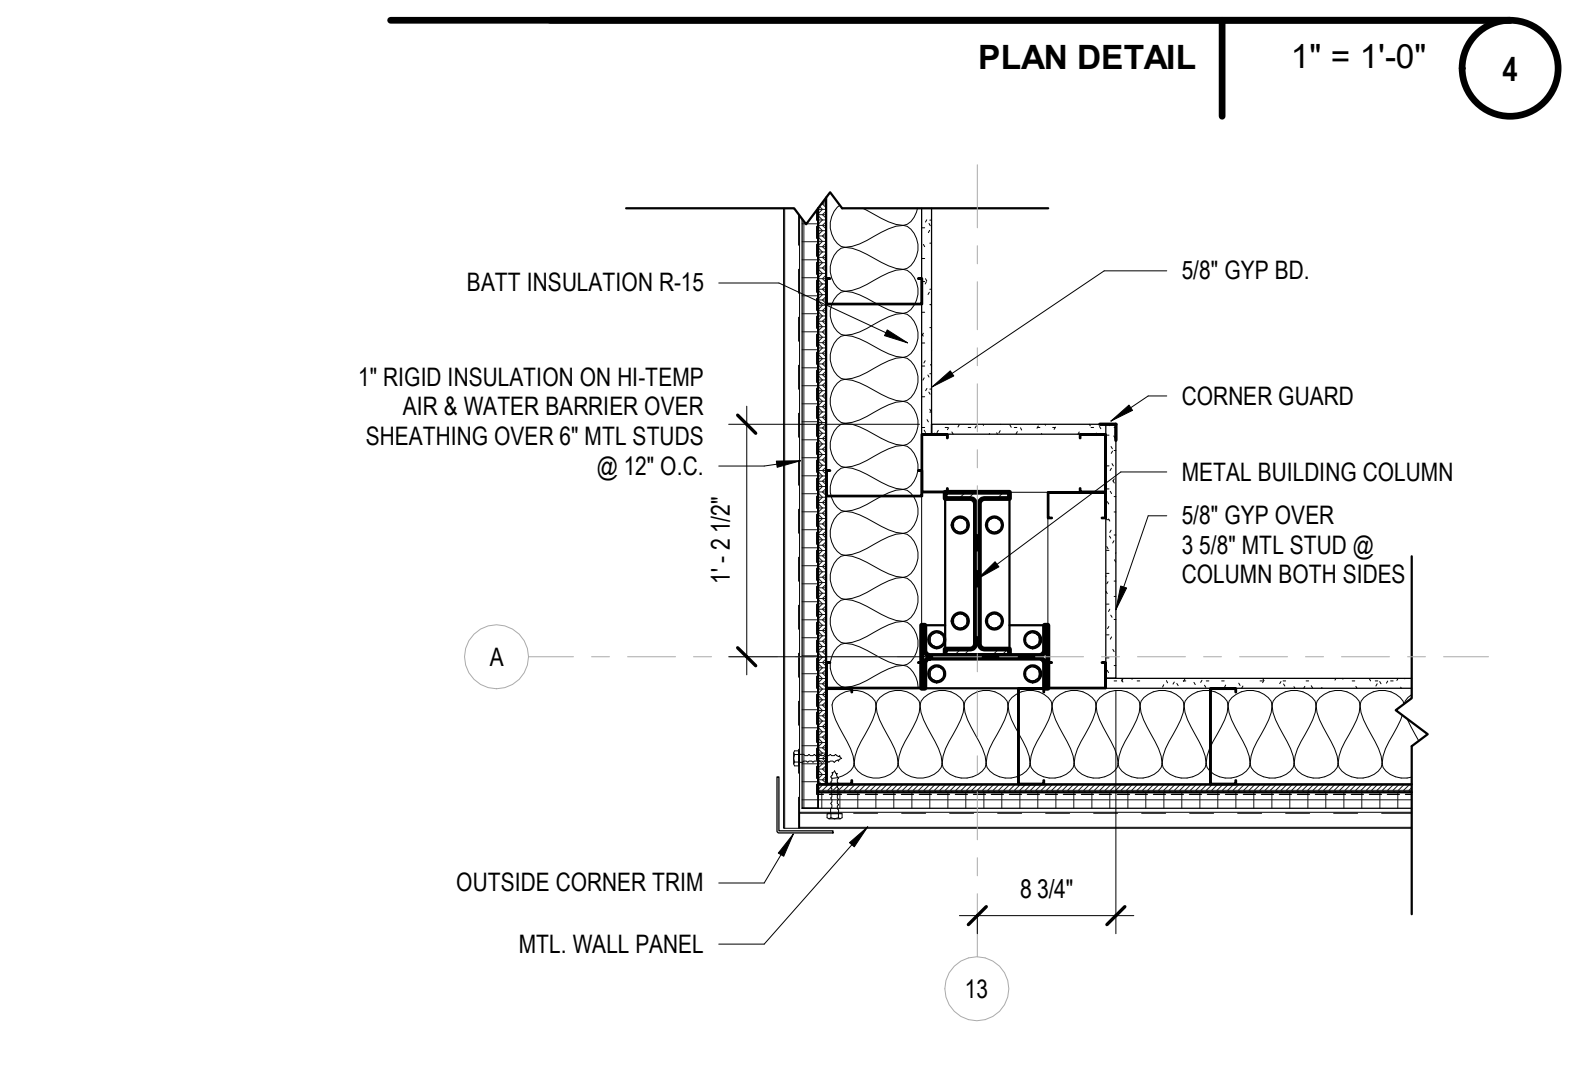 PLAN DETAIL
1" = 1'-0"
4
BATT INSULATION R-15
5/8" GYP BD.
1" RIGID INSULATION ON HI-TEMP
AIR & WATER BARRIER OVER
SHEATHING OVER 6" MTL STUDS
@ 12" O.C.
CORNER GUARD
METAL BUILDING COLUMN
5/8" GYP OVER
3 5/8" MTL STUD @
COLUMN BOTH SIDES
1' - 2 1/2"
A
8 3/4"
OUTSIDE CORNER TRIM
MTL. WALL PANEL
13